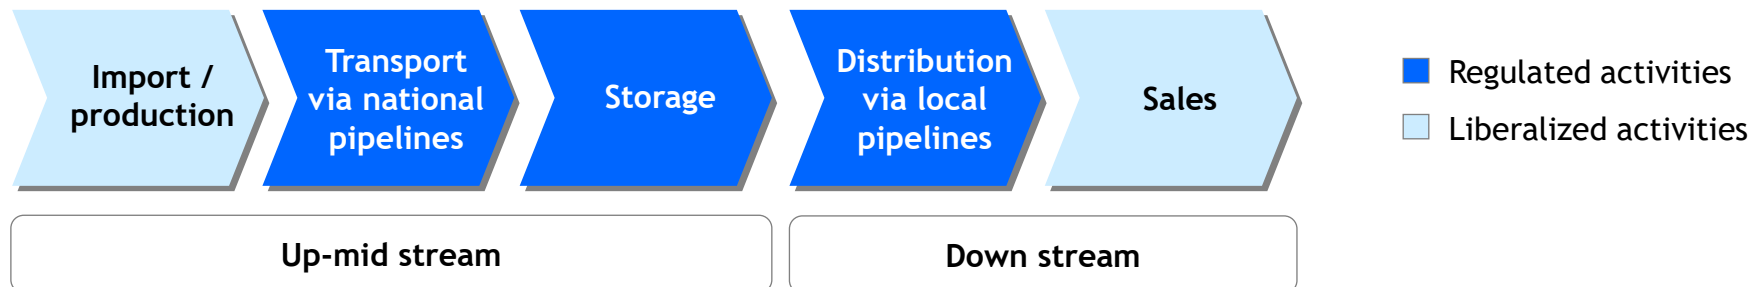 Import /
production
Transport
via national
pipelines
Storage
Distribution
via local
pipelines
Sales
Regulated activities
Liberalized activities
Up-mid stream
Down stream